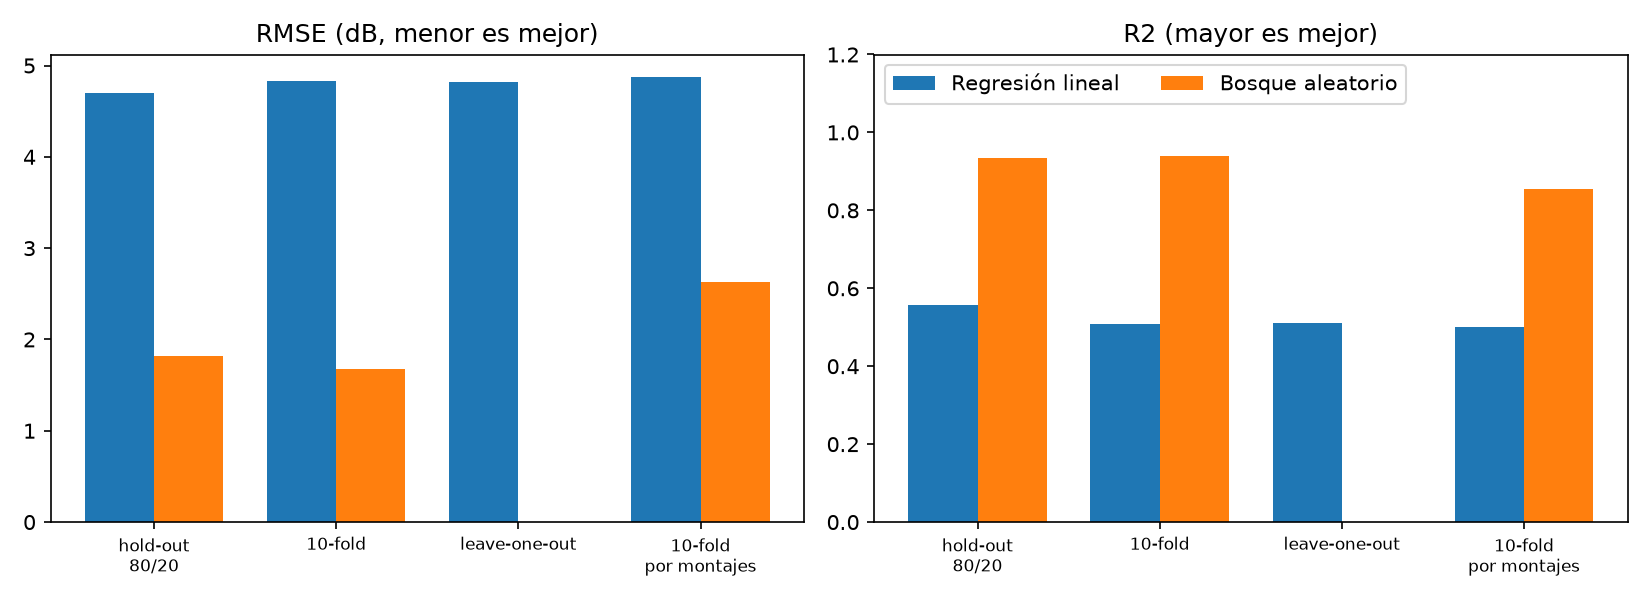 RMSE (dB, menor es mejor)
5
4
3
2
1
0
hold-out
80/20
10-fold
leave-one-out
10-fold
por montajes
R2 (mayor es mejor)
1.2
1.0
0.8
0.6
0.4
0.2
0.0
Regresión lineal
Bosque aleatorio
hold-out
80/20
10-fold
leave-one-out
10-fold
por montajes